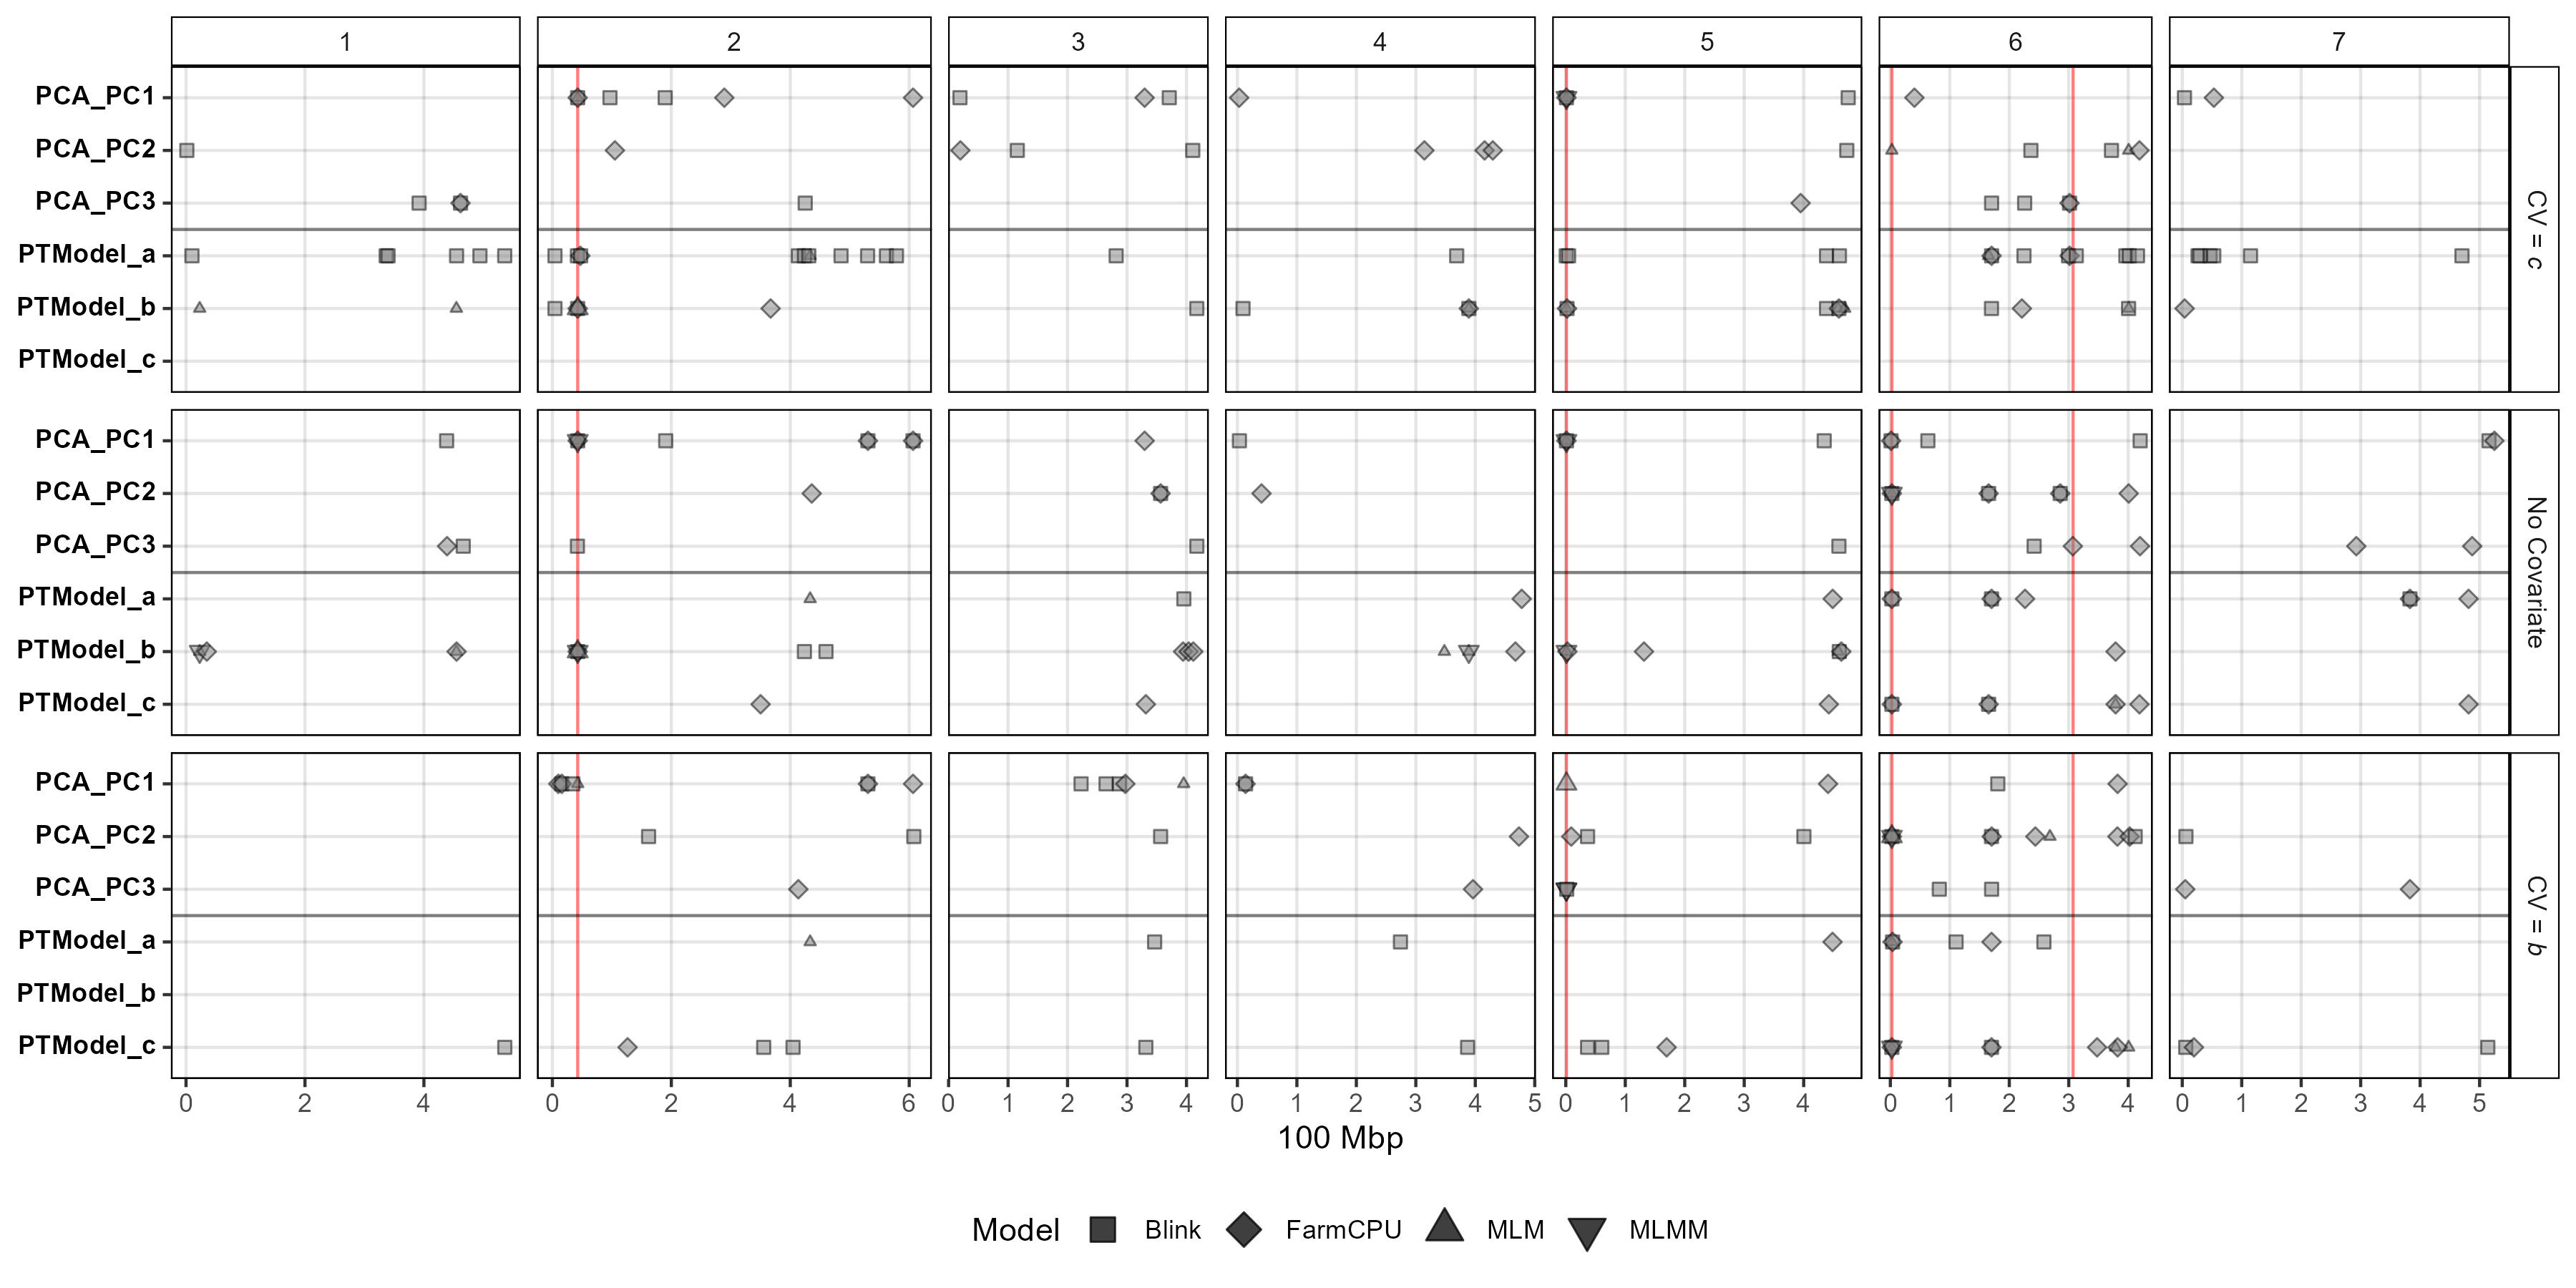 1 2 3 4 5 6 7
PCA_PC1
PCA_PC2
PCA_PC3
PTModel_a
PTModel_b
PTModel_c
CV = c
PCA_PC1
PCA_PC2
PCA_PC3
PTModel_a
PTModel_b
PTModel_c
No Covariate
PCA_PC1
PCA_PC2
PCA_PC3
PTModel_a
PTModel_b
PTModel_c
CV = b
0 2 4 0 2 4 6 0 1 2 3 4 0 1 2 3 4 5 0 1 2 3 4 0 1 2 3 4 0 1 2 3 4 5
100 Mbp
Model Blink FarmCPU MLM MLMM